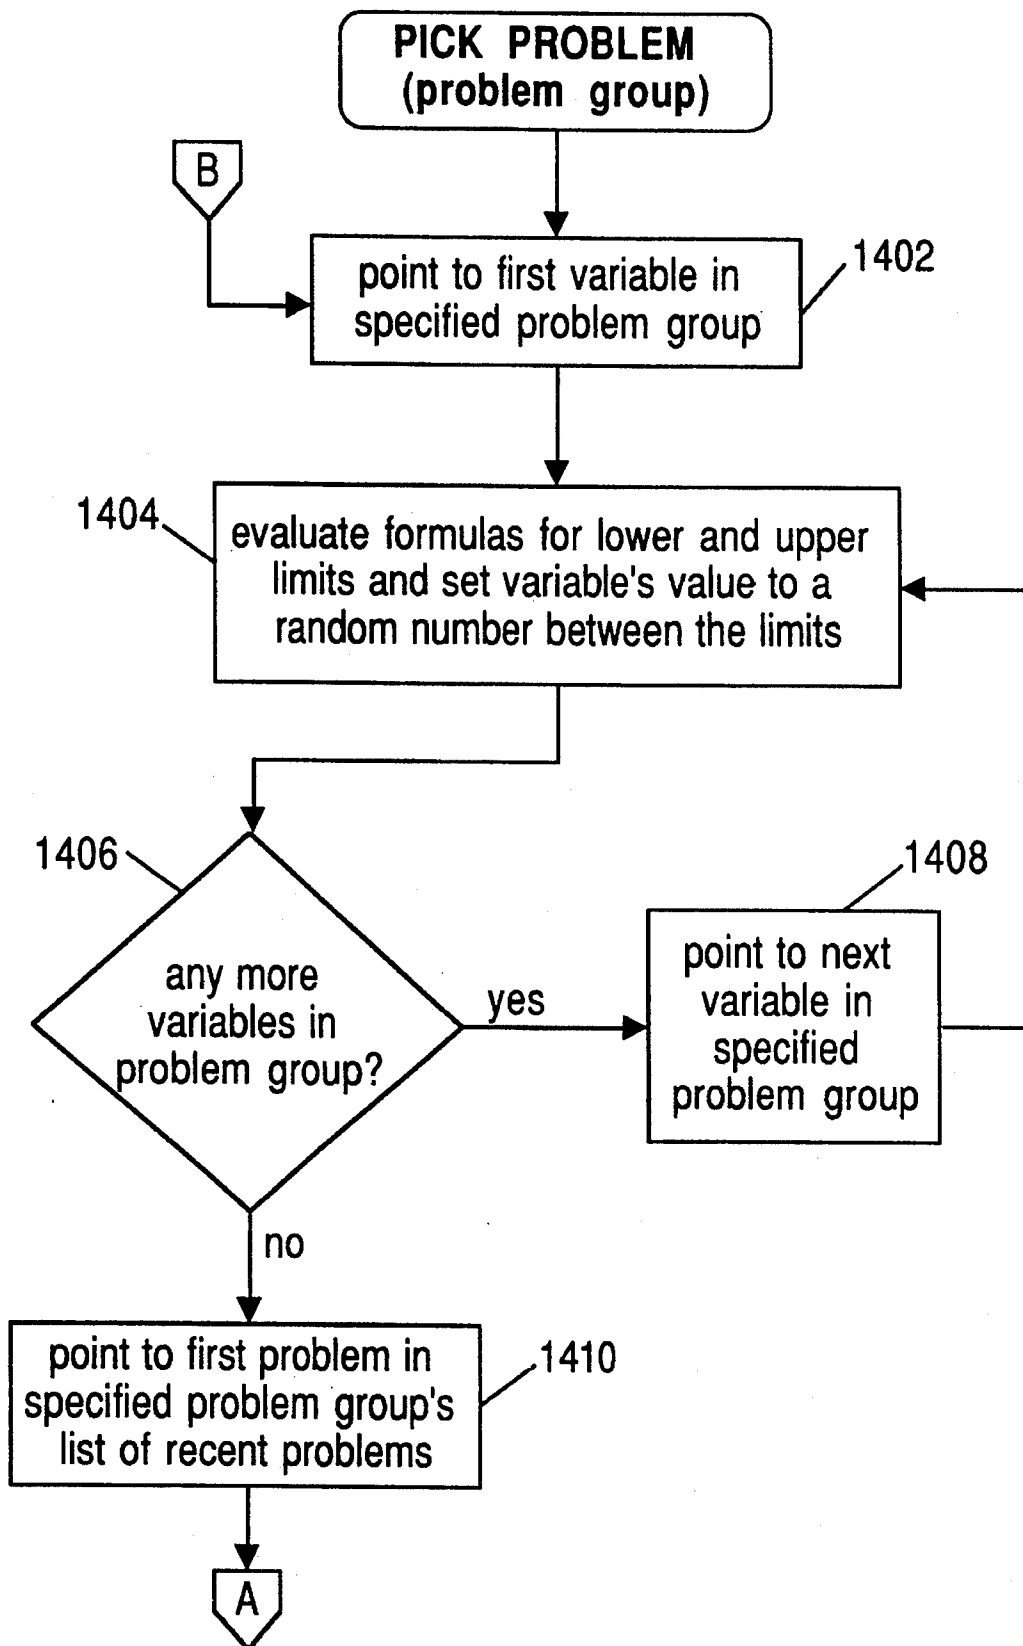 PICK PROBLEM
(problem group)
B
1402
point to first variable in
specified problem group
1404
evaluate formulas for lower and upper
limits and set variable's value to a
random number between the limits
1406
any more
variables in
problem group?
yes
1408
point to next
variable in
specified
problem group
no
point to first problem in
specified problem group's
list of recent problems
1410
A